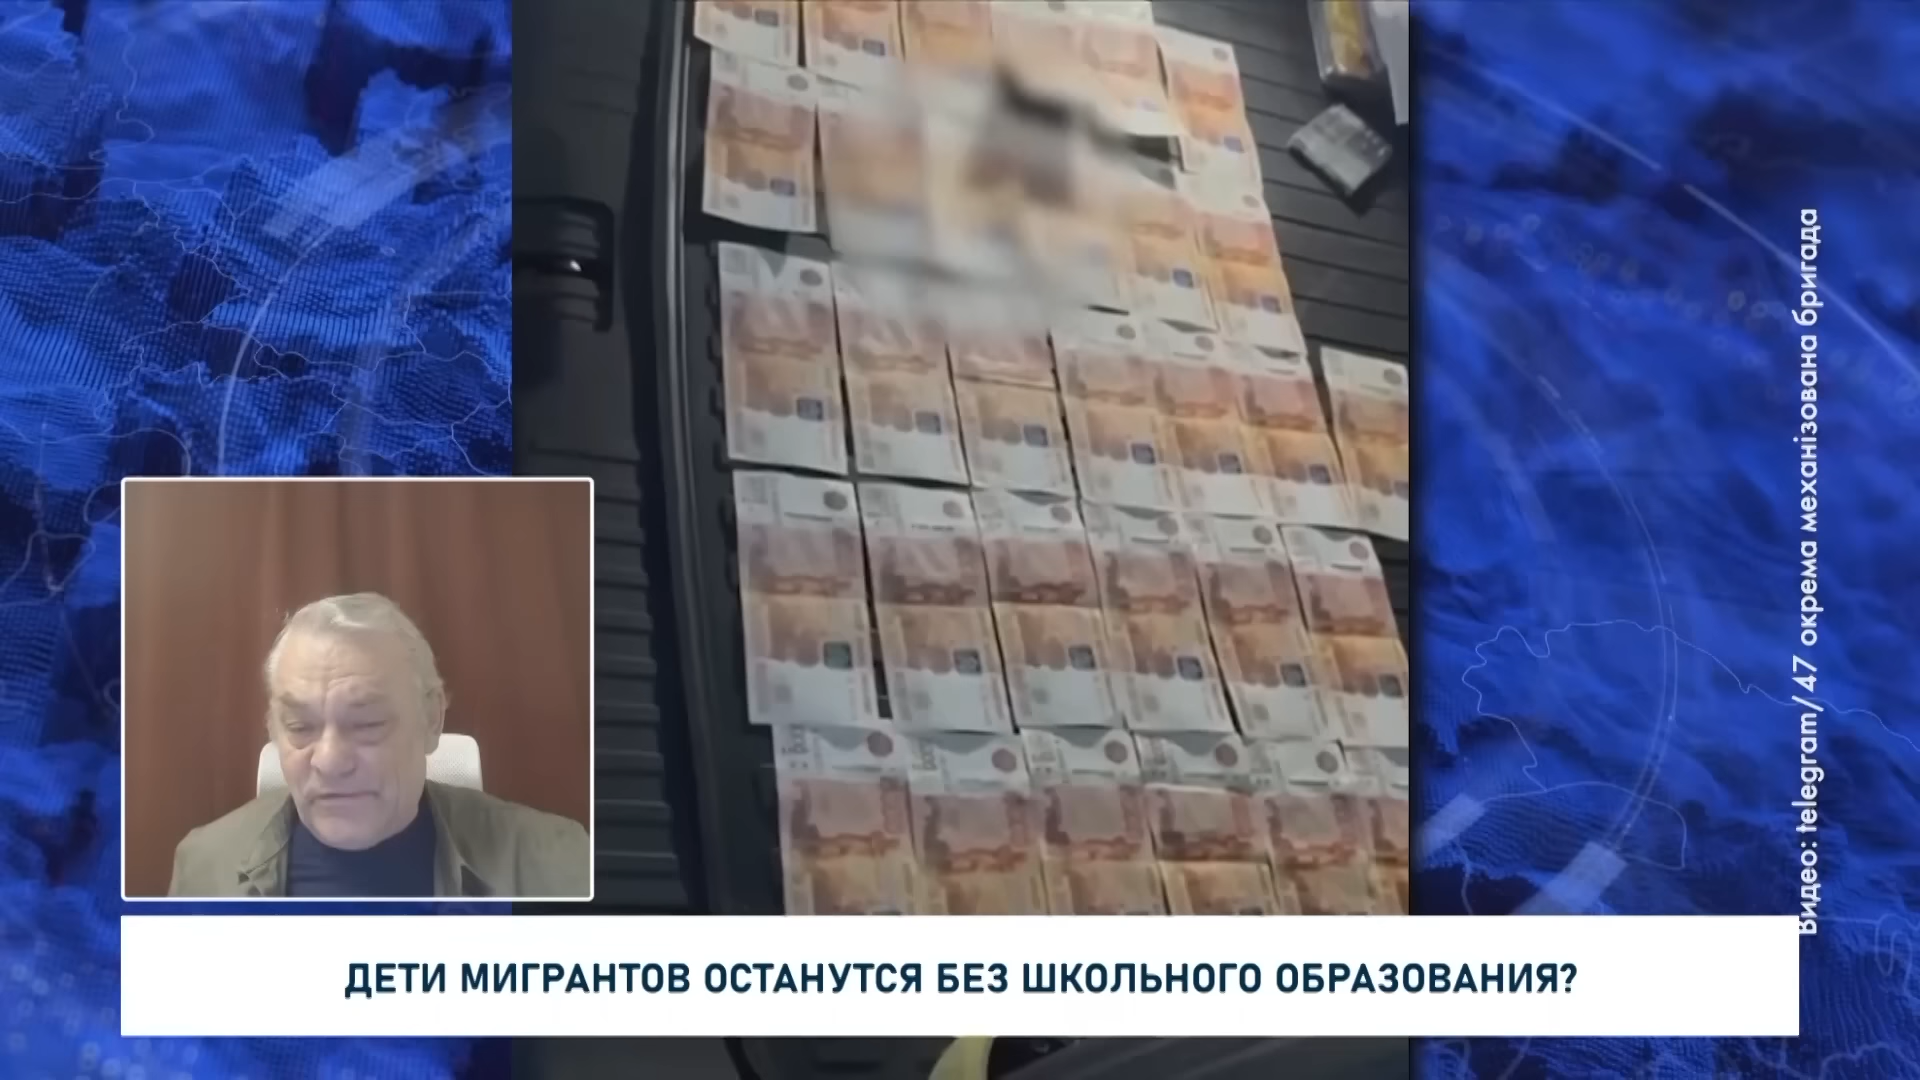 Видео: telegram/47 окрема механізована бригада
ДЕТИ МИГРАНТОВ ОСТАНУТСЯ БЕЗ ШКОЛЬНОГО ОБРАЗОВАНИЯ?